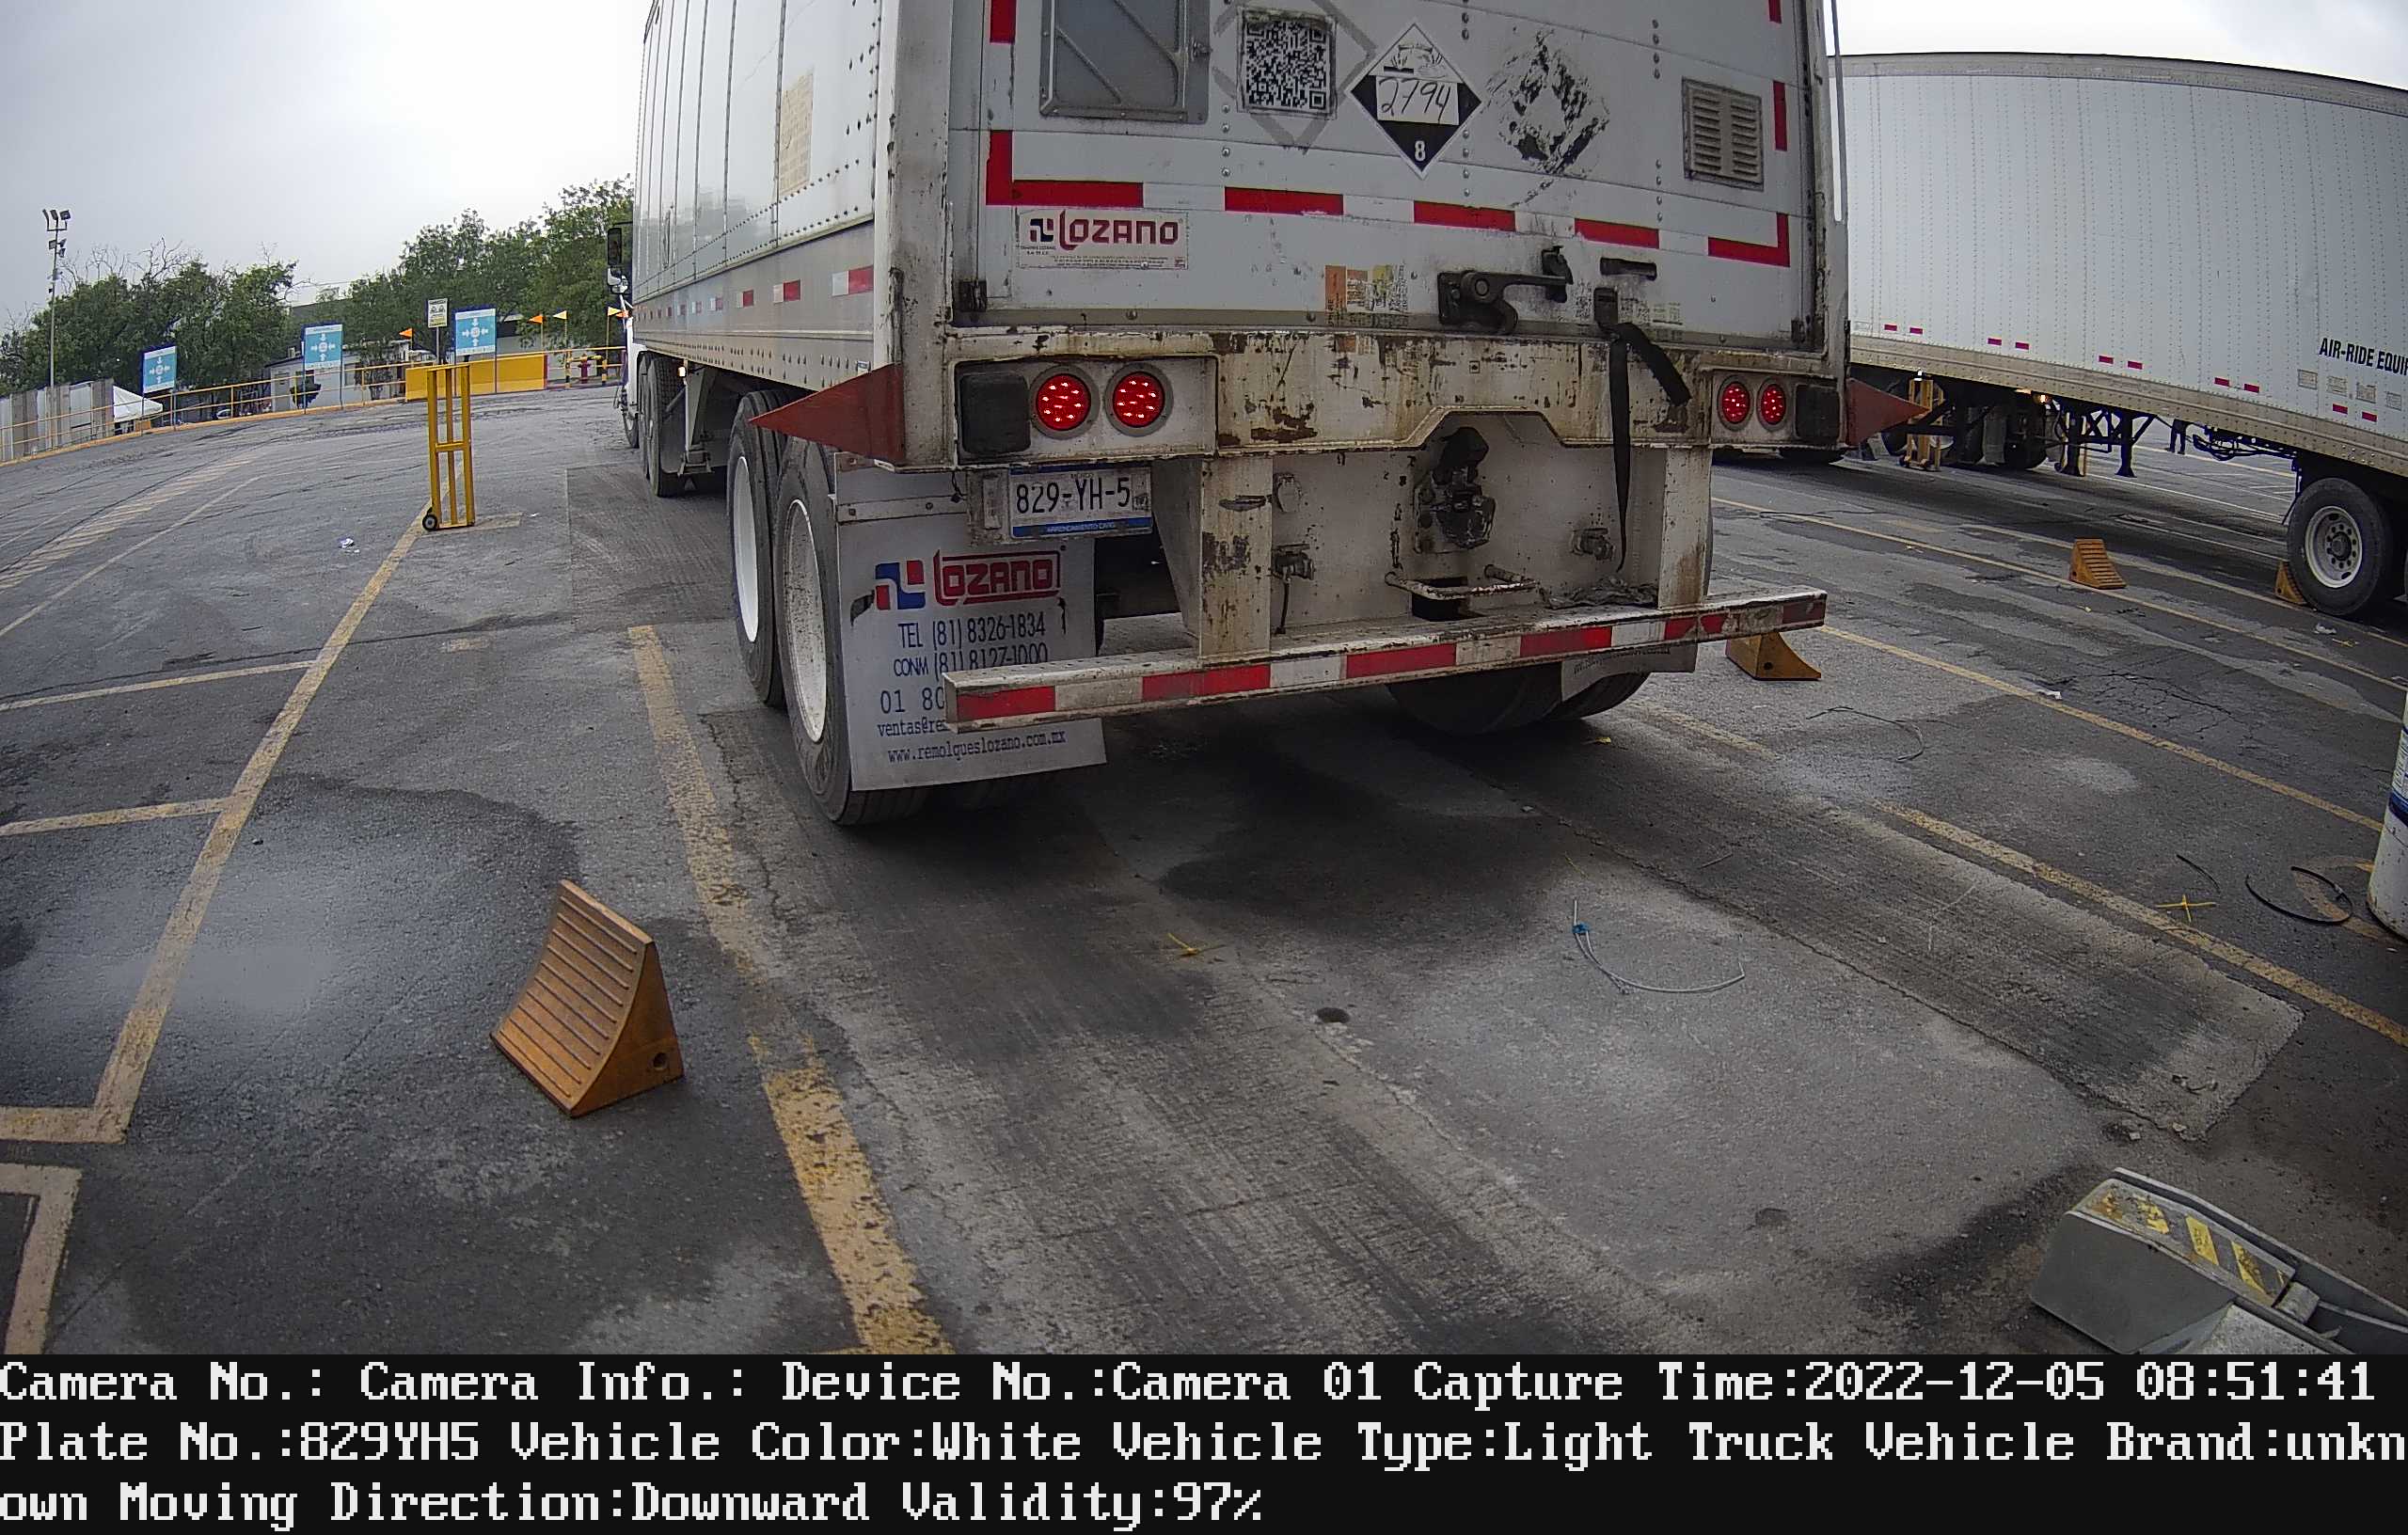 2794
8
LOZANO
AIR-RIDE EQUI
829-YH-5
LOZANO
TEL (81) 8326-1834
CONM (81) 8127-1000
01 80
ventas@re
www.remolqueslozano.com.mx
Camera No.: Camera Info.: Device No.:Camera 01 Capture Time:2022-12-05 08:51:41
Plate No.:829YH5 Vehicle Color:White Vehicle Type:Light Truck Vehicle Brand:unkn
own Moving Direction:Downward Validity:97%